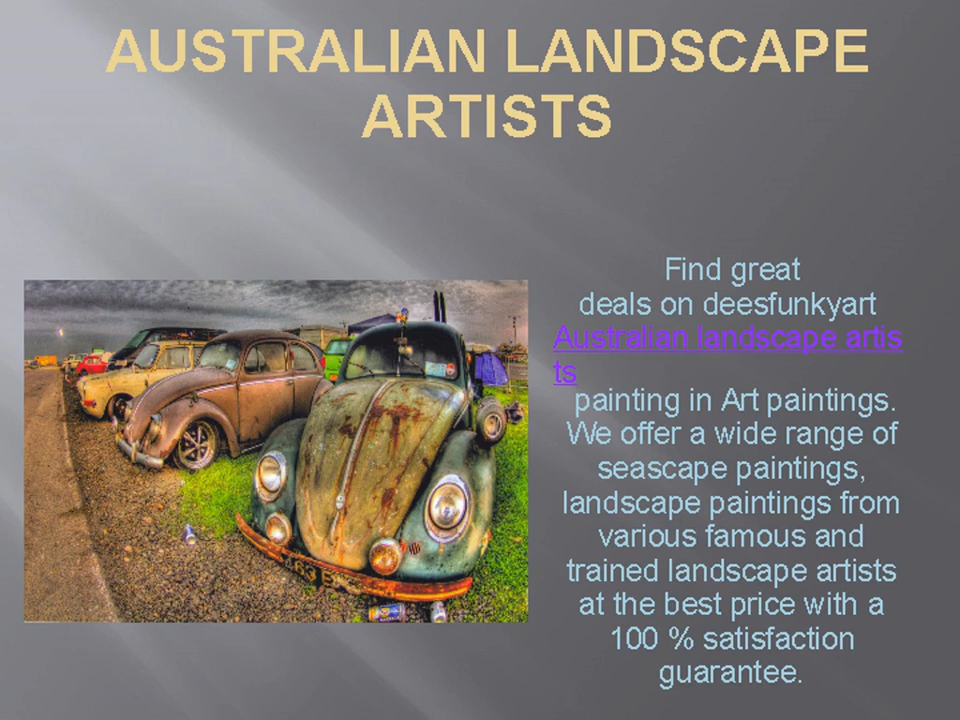 AUSTRALIAN LANDSCAPE
ARTISTS
Find great
deals on deesfunkyart
Australian landscape artis
ts
painting in Art paintings.
We offer a wide range of
seascape paintings,
landscape paintings from
various famous and
trained landscape artists
at the best price with a
100 % satisfaction
guarantee.